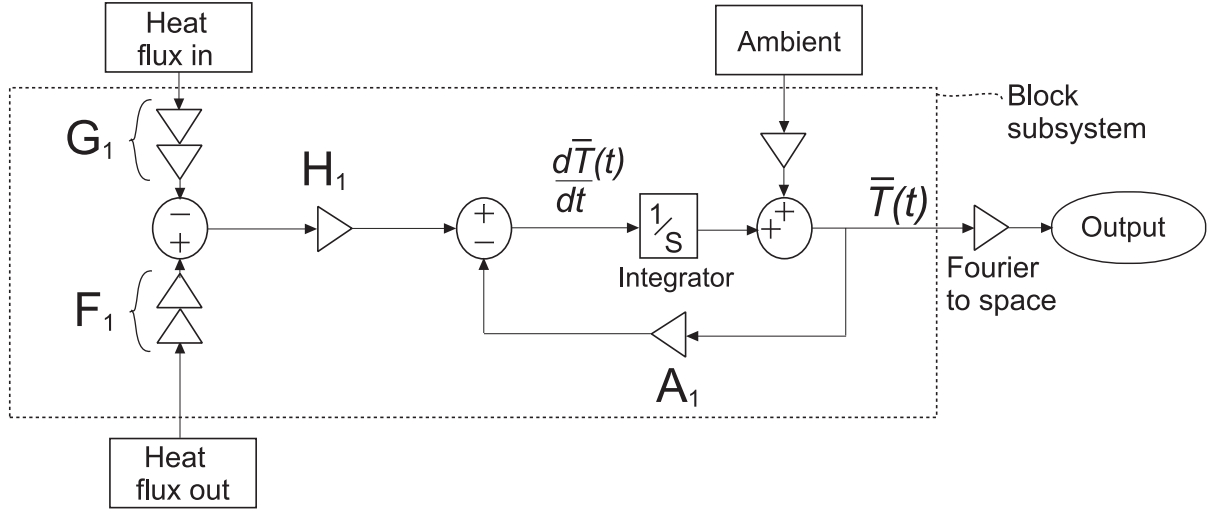 Heat
flux in
Ambient
Block
subsystem
G₁
H₁
dT̅(t)
dt
T̅(t)
−
+
+
−
1/S
+
+
Output
Integrator
Fourier
to space
F₁
A₁
Heat
flux out